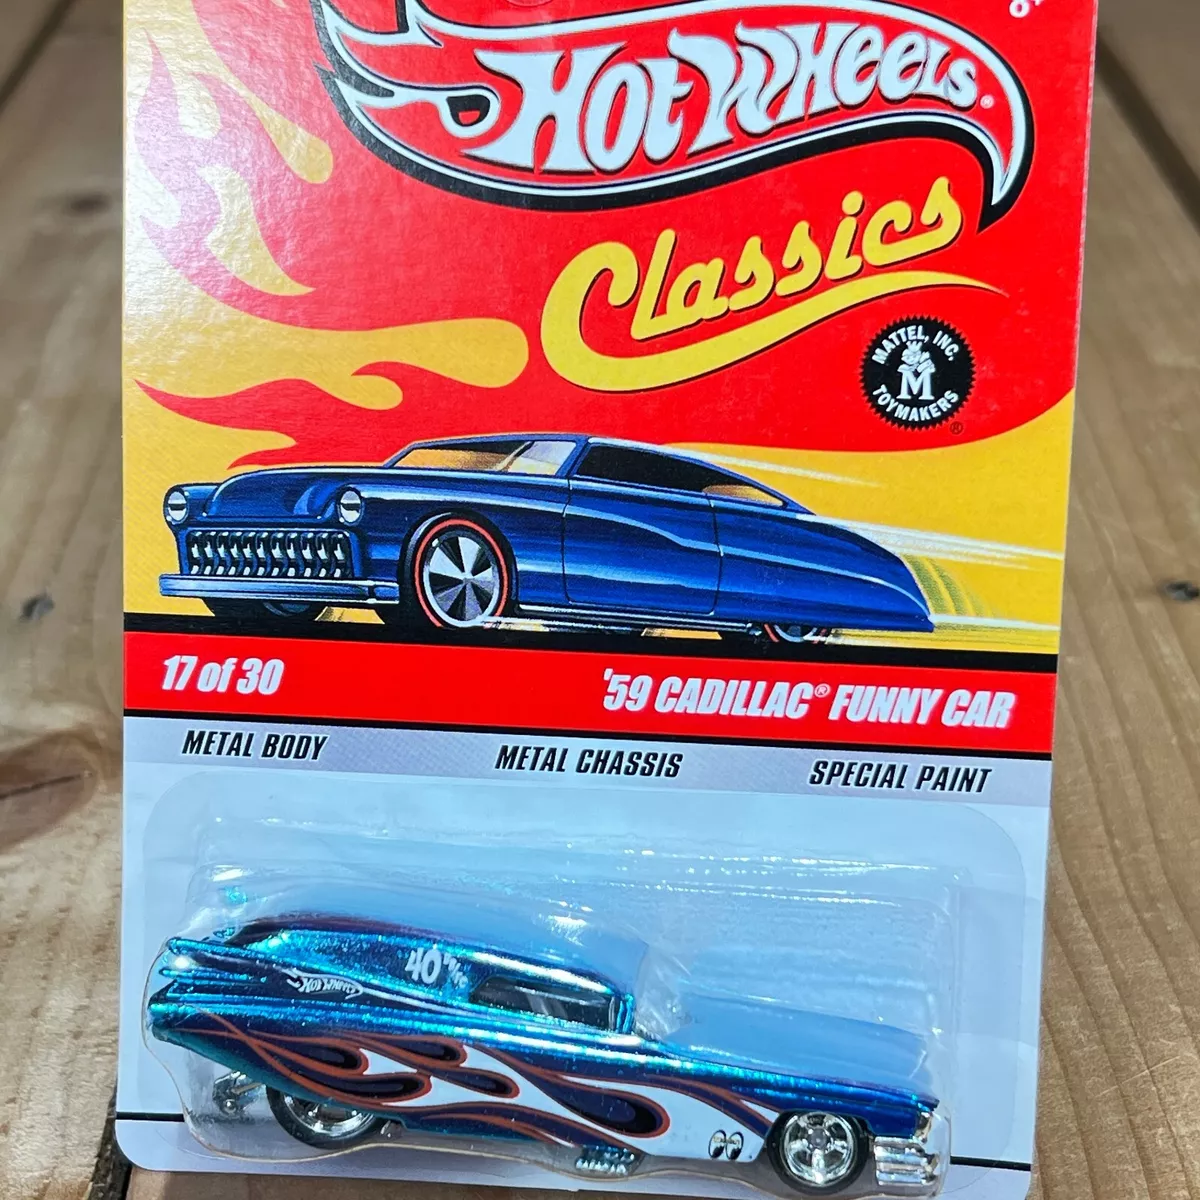 Hot Wheels®
Classics
MATTEL, INC.
M
TOYMAKERS
®
17 of 30
'59 CADILLAC® FUNNY CAR
METAL BODY
METAL CHASSIS
SPECIAL PAINT
40
Hot Wheels